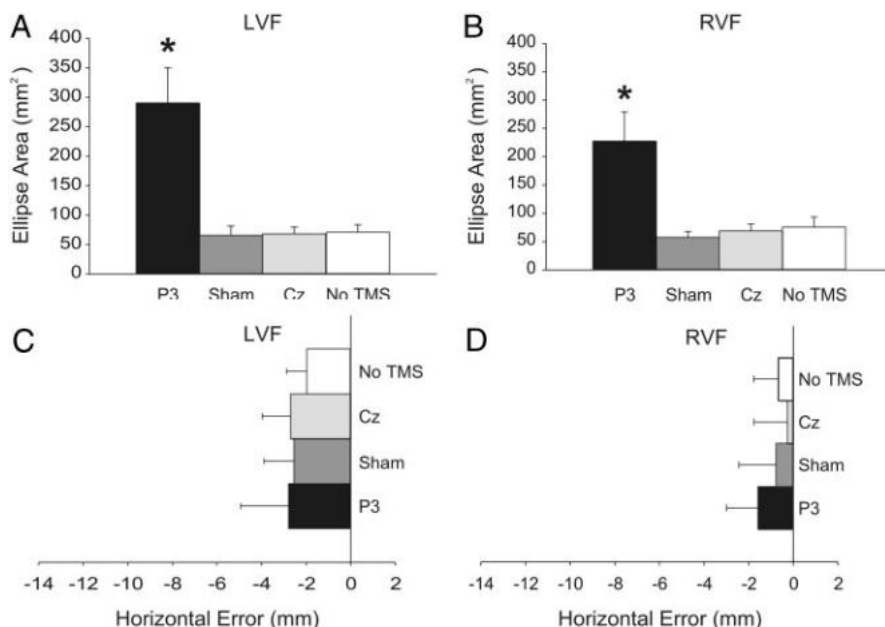 A
LVF
*
Ellipse Area (mm²)
400
350
300
250
200
150
100
50
0
P3 Sham Cz No TMS
B
RVF
*
Ellipse Area (mm²)
400
350
300
250
200
150
100
50
0
P3 Sham Cz No TMS
C
LVF
No TMS
Cz
Sham
P3
-14 -12 -10 -8 -6 -4 -2 0 2
Horizontal Error (mm)
D
RVF
No TMS
Cz
Sham
P3
-14 -12 -10 -8 -6 -4 -2 0 2
Horizontal Error (mm)